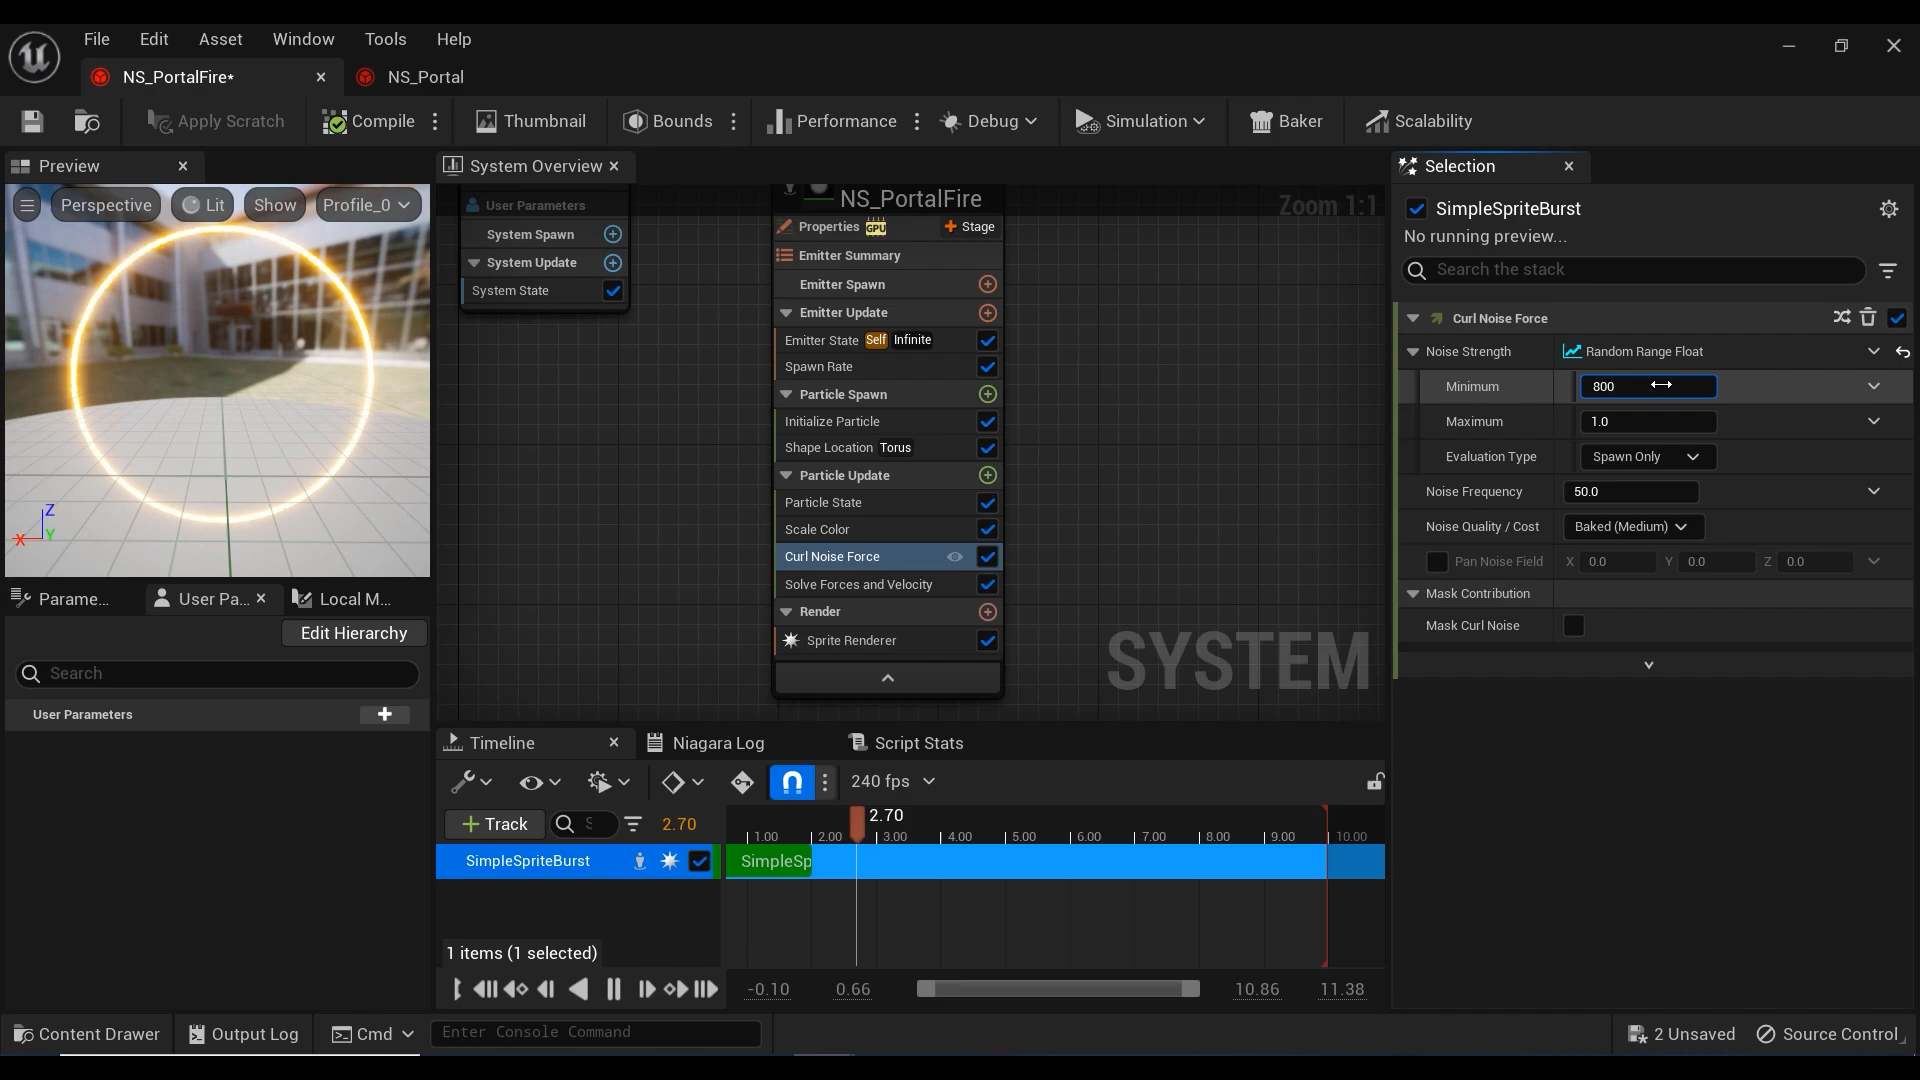 File Edit Asset Window Tools Help
NS_PortalFire* NS_Portal
Apply Scratch Compile Thumbnail Bounds Performance Debug Simulation Baker Scalability
Preview
Perspective Lit Show Profile_0
Z
X Y
Parame... User Pa... Local M...
Edit Hierarchy
Search
User Parameters
System Overview
User Parameters
System Spawn
System Update
System State
NS_PortalFire
Properties GPU Stage
Emitter Summary
Emitter Spawn
Emitter Update
Emitter State Self Infinite
Spawn Rate
Particle Spawn
Initialize Particle
Shape Location Torus
Particle Update
Particle State
Scale Color
Curl Noise Force
Solve Forces and Velocity
Render
Sprite Renderer
Zoom 1:1
SYSTEM
Timeline Niagara Log Script Stats
240 fps
Track S 2.70
2.70
1.00 2.00 3.00 4.00 5.00 6.00 7.00 8.00 9.00 10.00
SimpleSpriteBurst SimpleSp
1 items (1 selected)
-0.10 0.66 10.86 11.38
Selection
SimpleSpriteBurst
No running preview...
Search the stack
Curl Noise Force
Noise Strength Random Range Float
Minimum 800
Maximum 1.0
Evaluation Type Spawn Only
Noise Frequency 50.0
Noise Quality / Cost Baked (Medium)
Pan Noise Field X 0.0 Y 0.0 Z 0.0
Mask Contribution
Mask Curl Noise
Content Drawer Output Log Cmd Enter Console Command 2 Unsaved Source Control